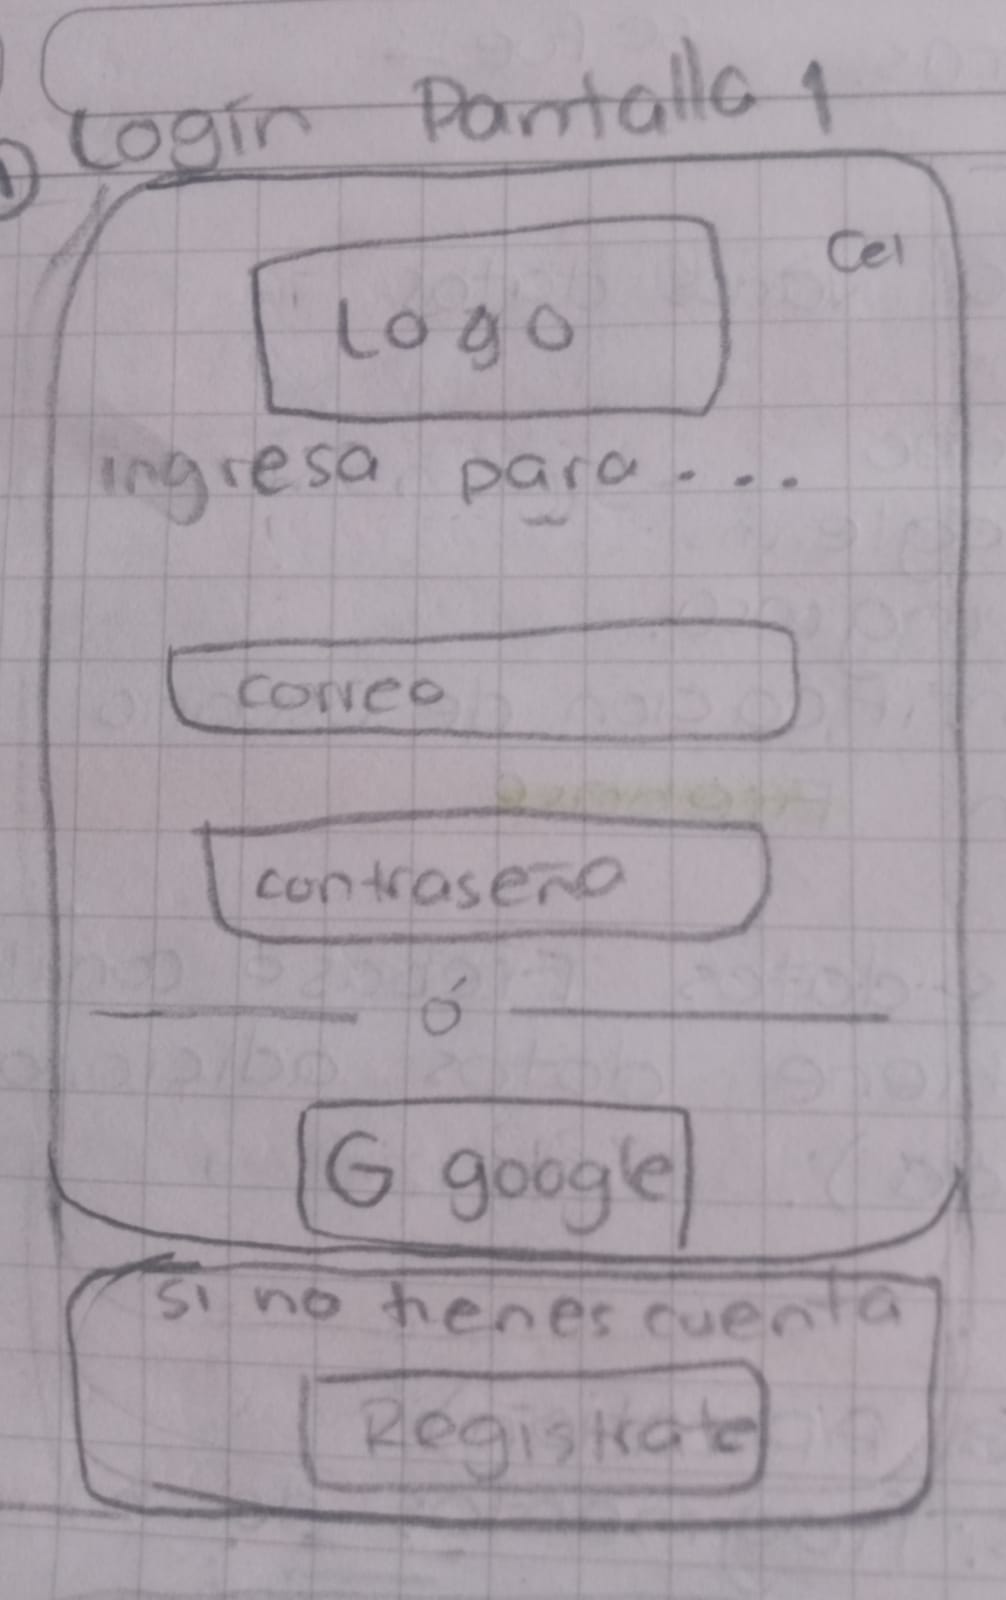 Login Pantalla 1
1
Cel
Logo
ingresa para....
correo
contraseña
ó
G google
si no tienes cuenta
Registrate